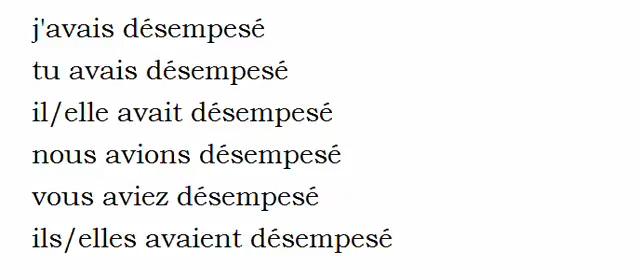 j'avais désempesé
tu avais désempesé
il/elle avait désempesé
nous avions désempesé
vous aviez désempesé
ils/elles avaient désempesé